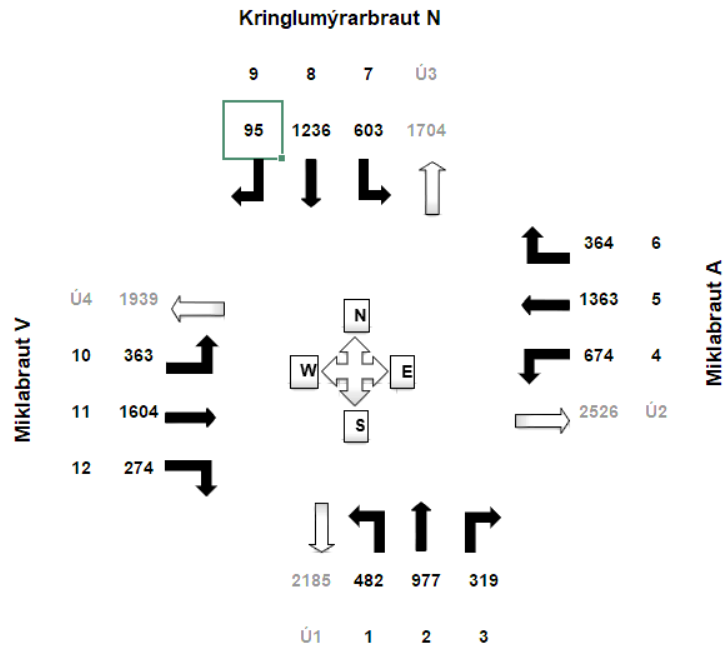 Kringlumýrarbraut N
9 8 7 Ú3
95 1236 603 1704
364 6
Ú4 1939
1363 5
N
10 363
674 4
W E
11 1604
2526 Ú2
S
12 274
Miklabraut V
Miklabraut A
2185 482 977 319
Ú1 1 2 3